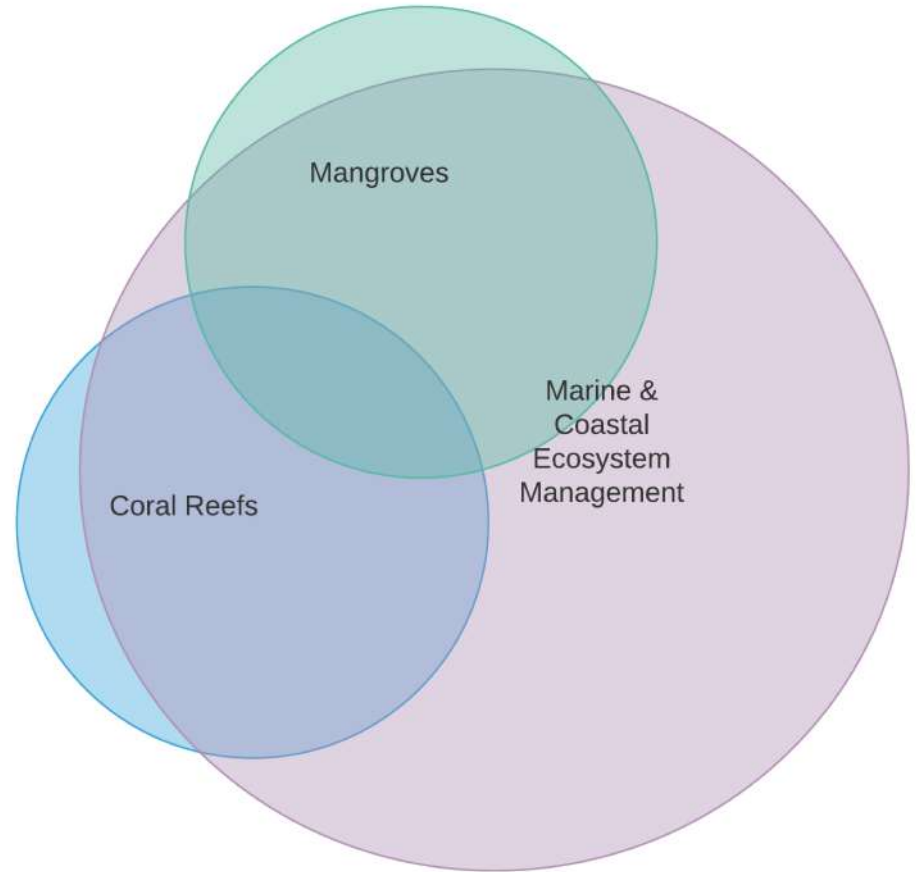 Mangroves
Marine &
Coastal
Ecosystem
Management
Coral Reefs